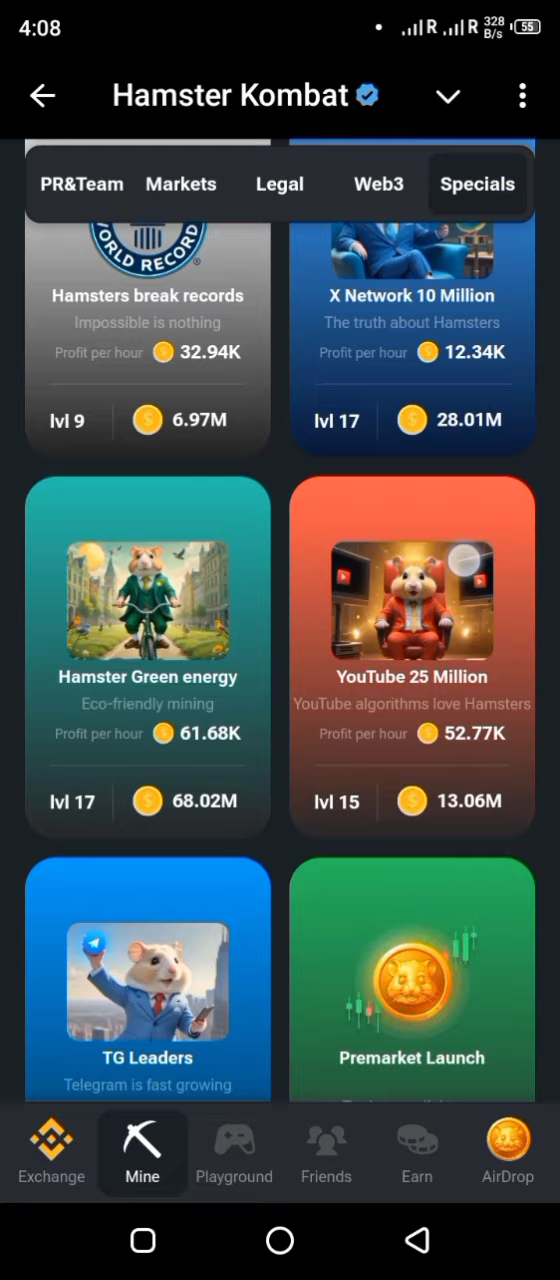 4:08
R R 328 B/s 55
Hamster Kombat
PR&Team Markets Legal Web3 Specials
WORLD RECORD
®
Hamsters break records
Impossible is nothing
Profit per hour 32.94K
lvl 9 6.97M
X Network 10 Million
The truth about Hamsters
Profit per hour 12.34K
lvl 17 28.01M
Hamster Green energy
Eco-friendly mining
Profit per hour 61.68K
lvl 17 68.02M
YouTube 25 Million
YouTube algorithms love Hamsters
Profit per hour 52.77K
lvl 15 13.06M
TG Leaders
Telegram is fast growing
Premarket Launch
Exchange Mine Playground Friends Earn AirDrop